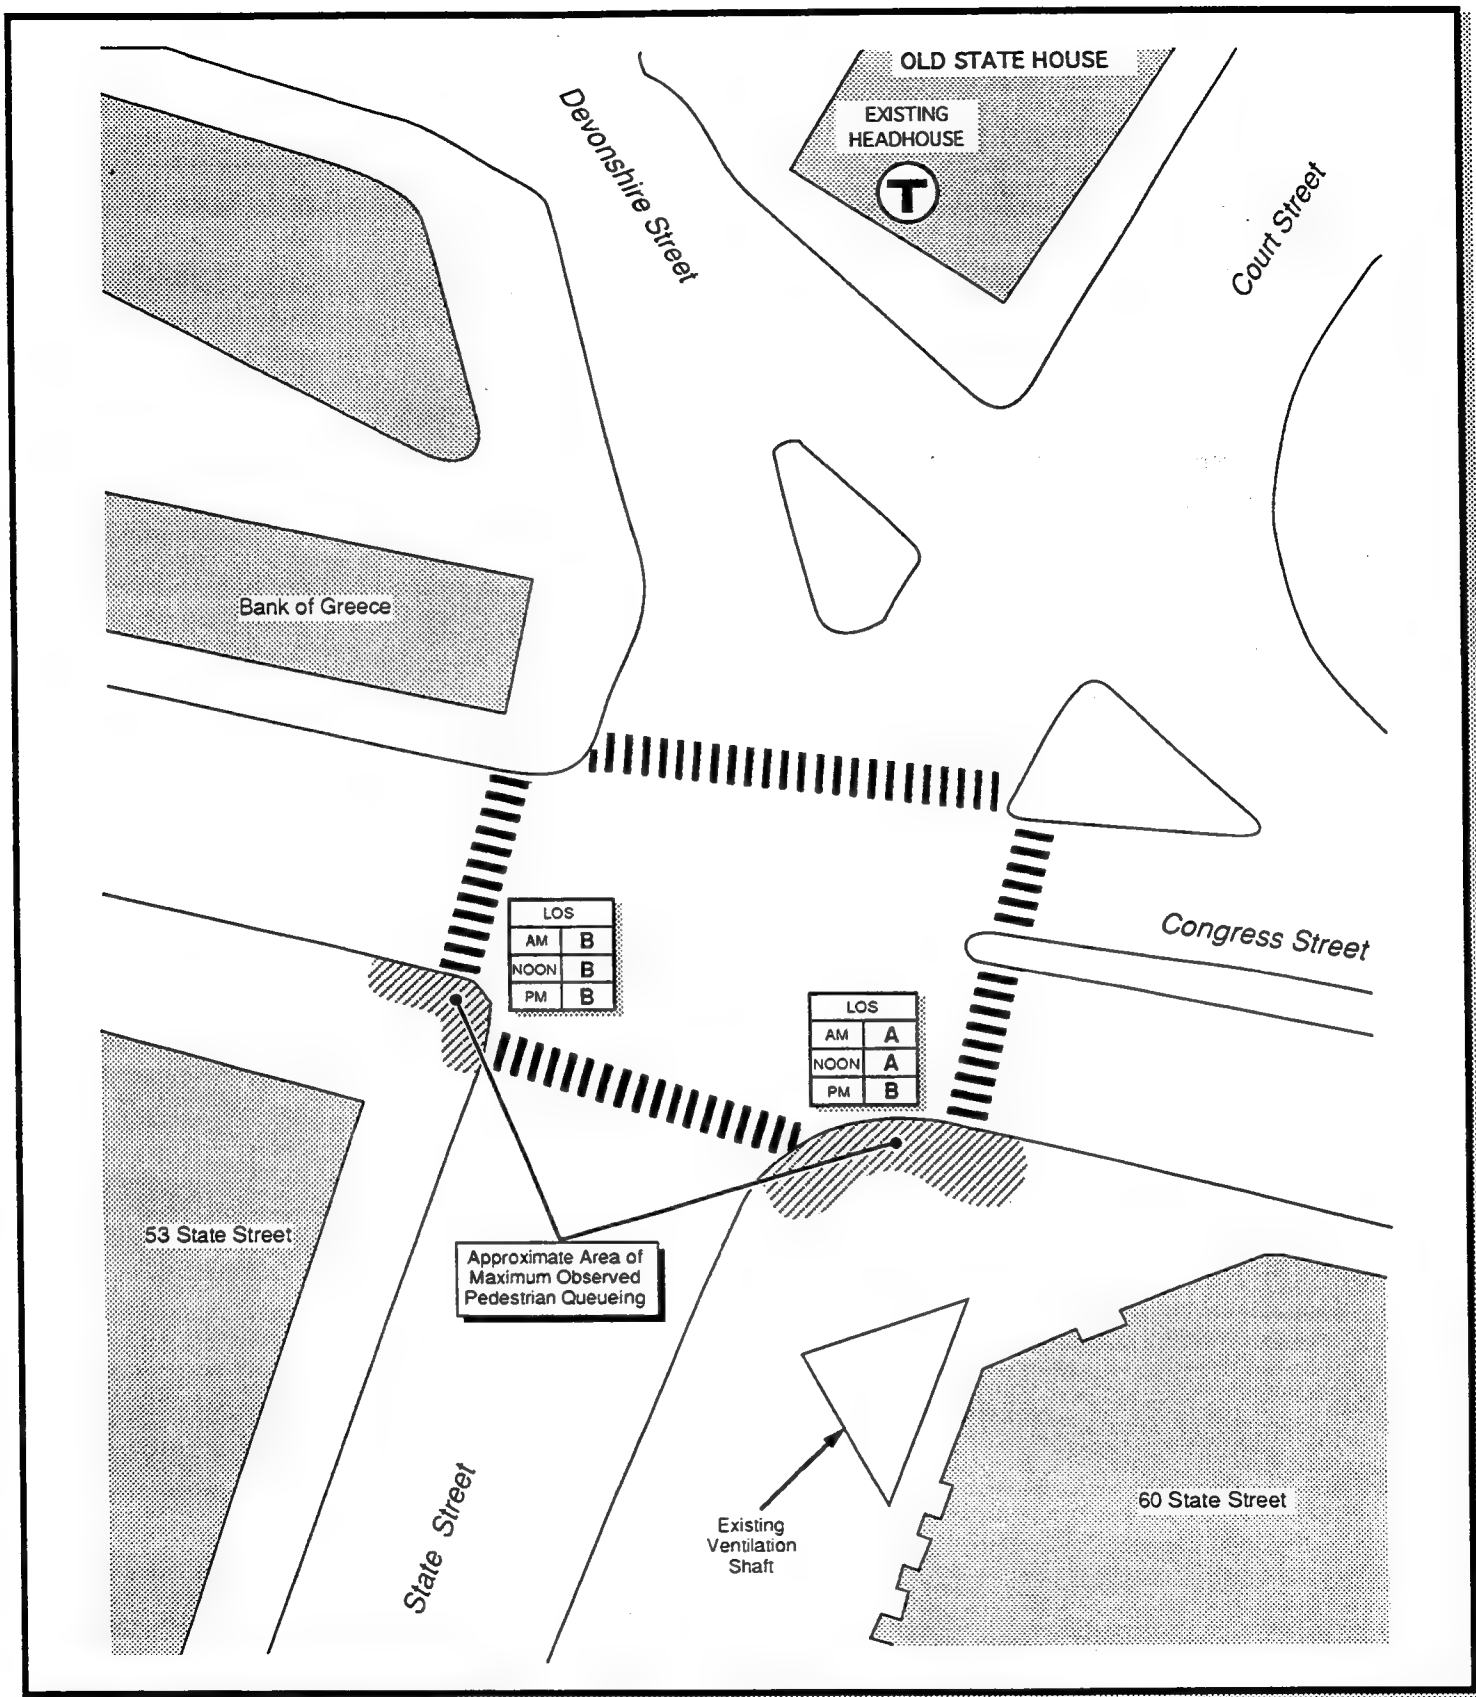 OLD STATE HOUSE
EXISTING
HEADHOUSE
T
Devonshire Street
Court Street
Bank of Greece
Congress Street
LOS
AM B
NOON B
PM B
LOS
AM A
NOON A
PM B
53 State Street
Approximate Area of
Maximum Observed
Pedestrian Queueing
State Street
Existing
Ventilation
Shaft
60 State Street